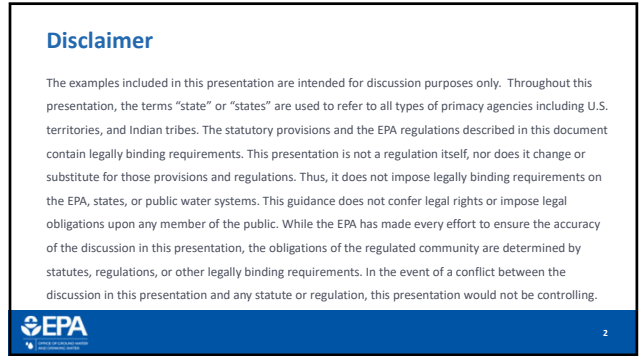 Disclaimer
The examples included in this presentation are intended for discussion purposes only.  Throughout this
presentation, the terms “state” or “states” are used to refer to all types of primacy agencies including U.S.
territories, and Indian tribes. The statutory provisions and the EPA regulations described in this document
contain legally binding requirements. This presentation is not a regulation itself, nor does it change or
substitute for those provisions and regulations. Thus, it does not impose legally binding requirements on
the EPA, states, or public water systems. This guidance does not confer legal rights or impose legal
obligations upon any member of the public. While the EPA has made every effort to ensure the accuracy
of the discussion in this presentation, the obligations of the regulated community are determined by
statutes, regulations, or other legally binding requirements. In the event of a conflict between the
discussion in this presentation and any statute or regulation, this presentation would not be controlling.
EPA
OFFICE OF GROUND WATER
AND DRINKING WATER
2